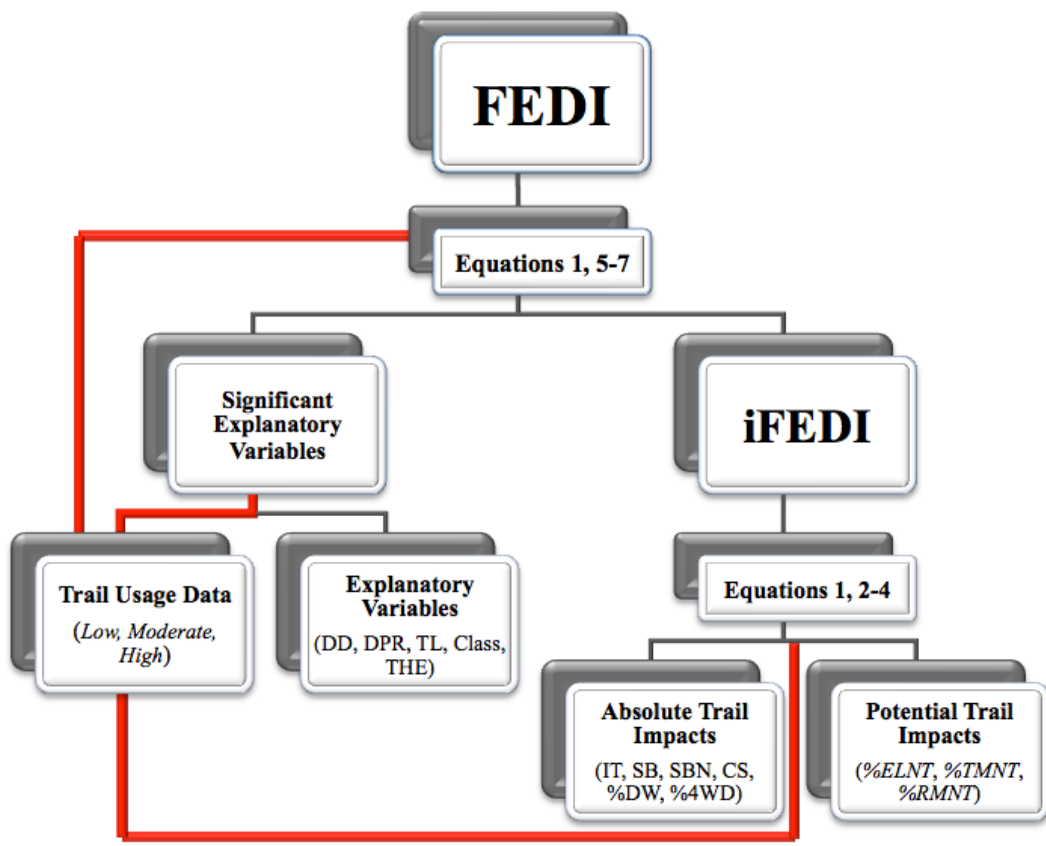 FEDI
Equations 1, 5-7
Significant
Explanatory
Variables
iFEDI
Trail Usage Data
(Low, Moderate,
High)
Explanatory
Variables
(DD, DPR, TL, Class,
THE)
Equations 1, 2-4
Absolute Trail
Impacts
(IT, SB, SBN, CS,
%DW, %4WD)
Potential Trail
Impacts
(%ELNT, %TMNT,
%RMNT)